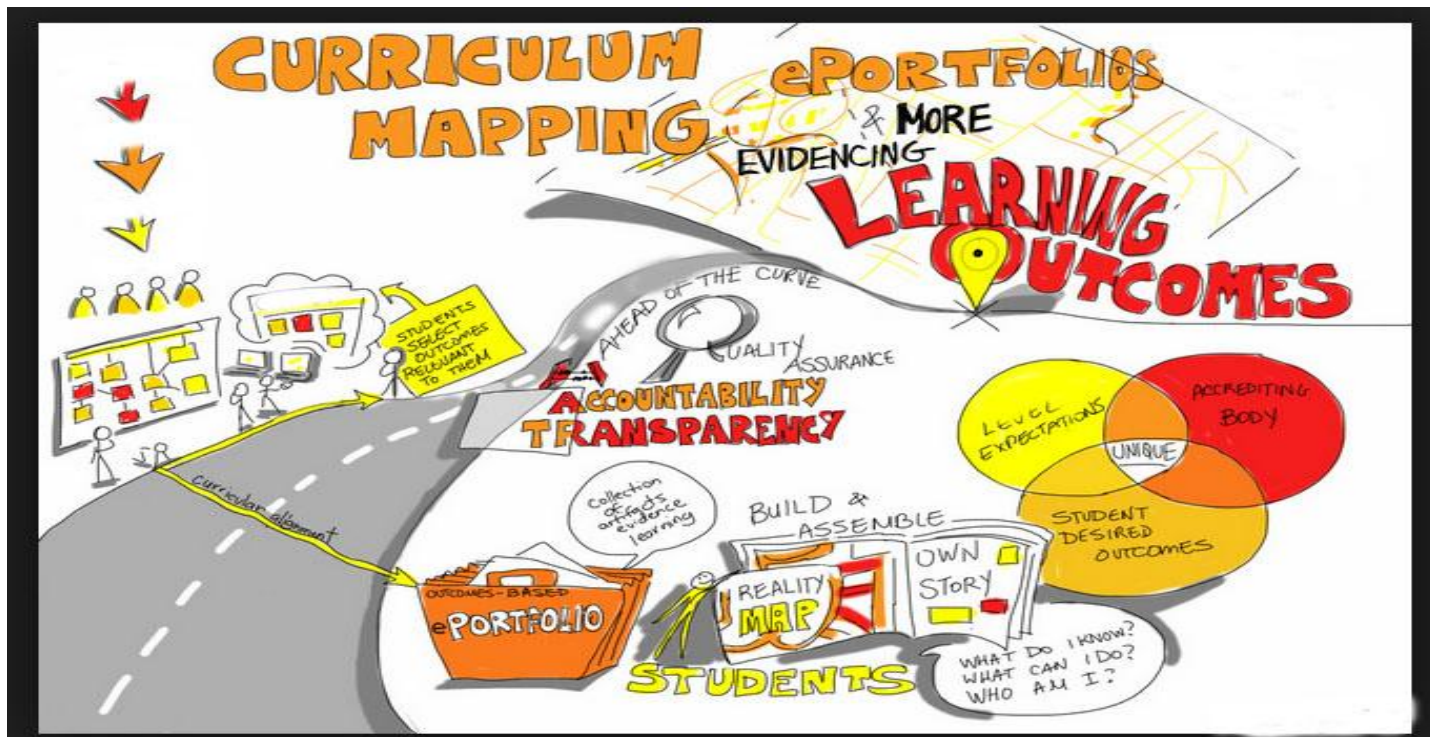 CURRICULUM
MAPPING
ePORTFOLIOS
& MORE
EVIDENCING
LEARNING
OUTCOMES
STUDENTS
SELECT
OUTCOMES
RELEVANT
TO THEM
AHEAD OF THE CURVE
QUALITY
ASSURANCE
ACCOUNTABILITY
TRANSPARENCY
LEVEL
EXPECTATIONS
ACCREDITING
BODY
UNIQUE
STUDENT
DESIRED
OUTCOMES
curricular alignment
Collection
of
artifacts
evidence
learning
OUTCOMES-BASED
ePORTFOLIO
BUILD &
ASSEMBLE
REALITY
MAP
OWN
STORY
STUDENTS
WHAT DO I KNOW?
WHAT CAN I DO?
WHO AM I?